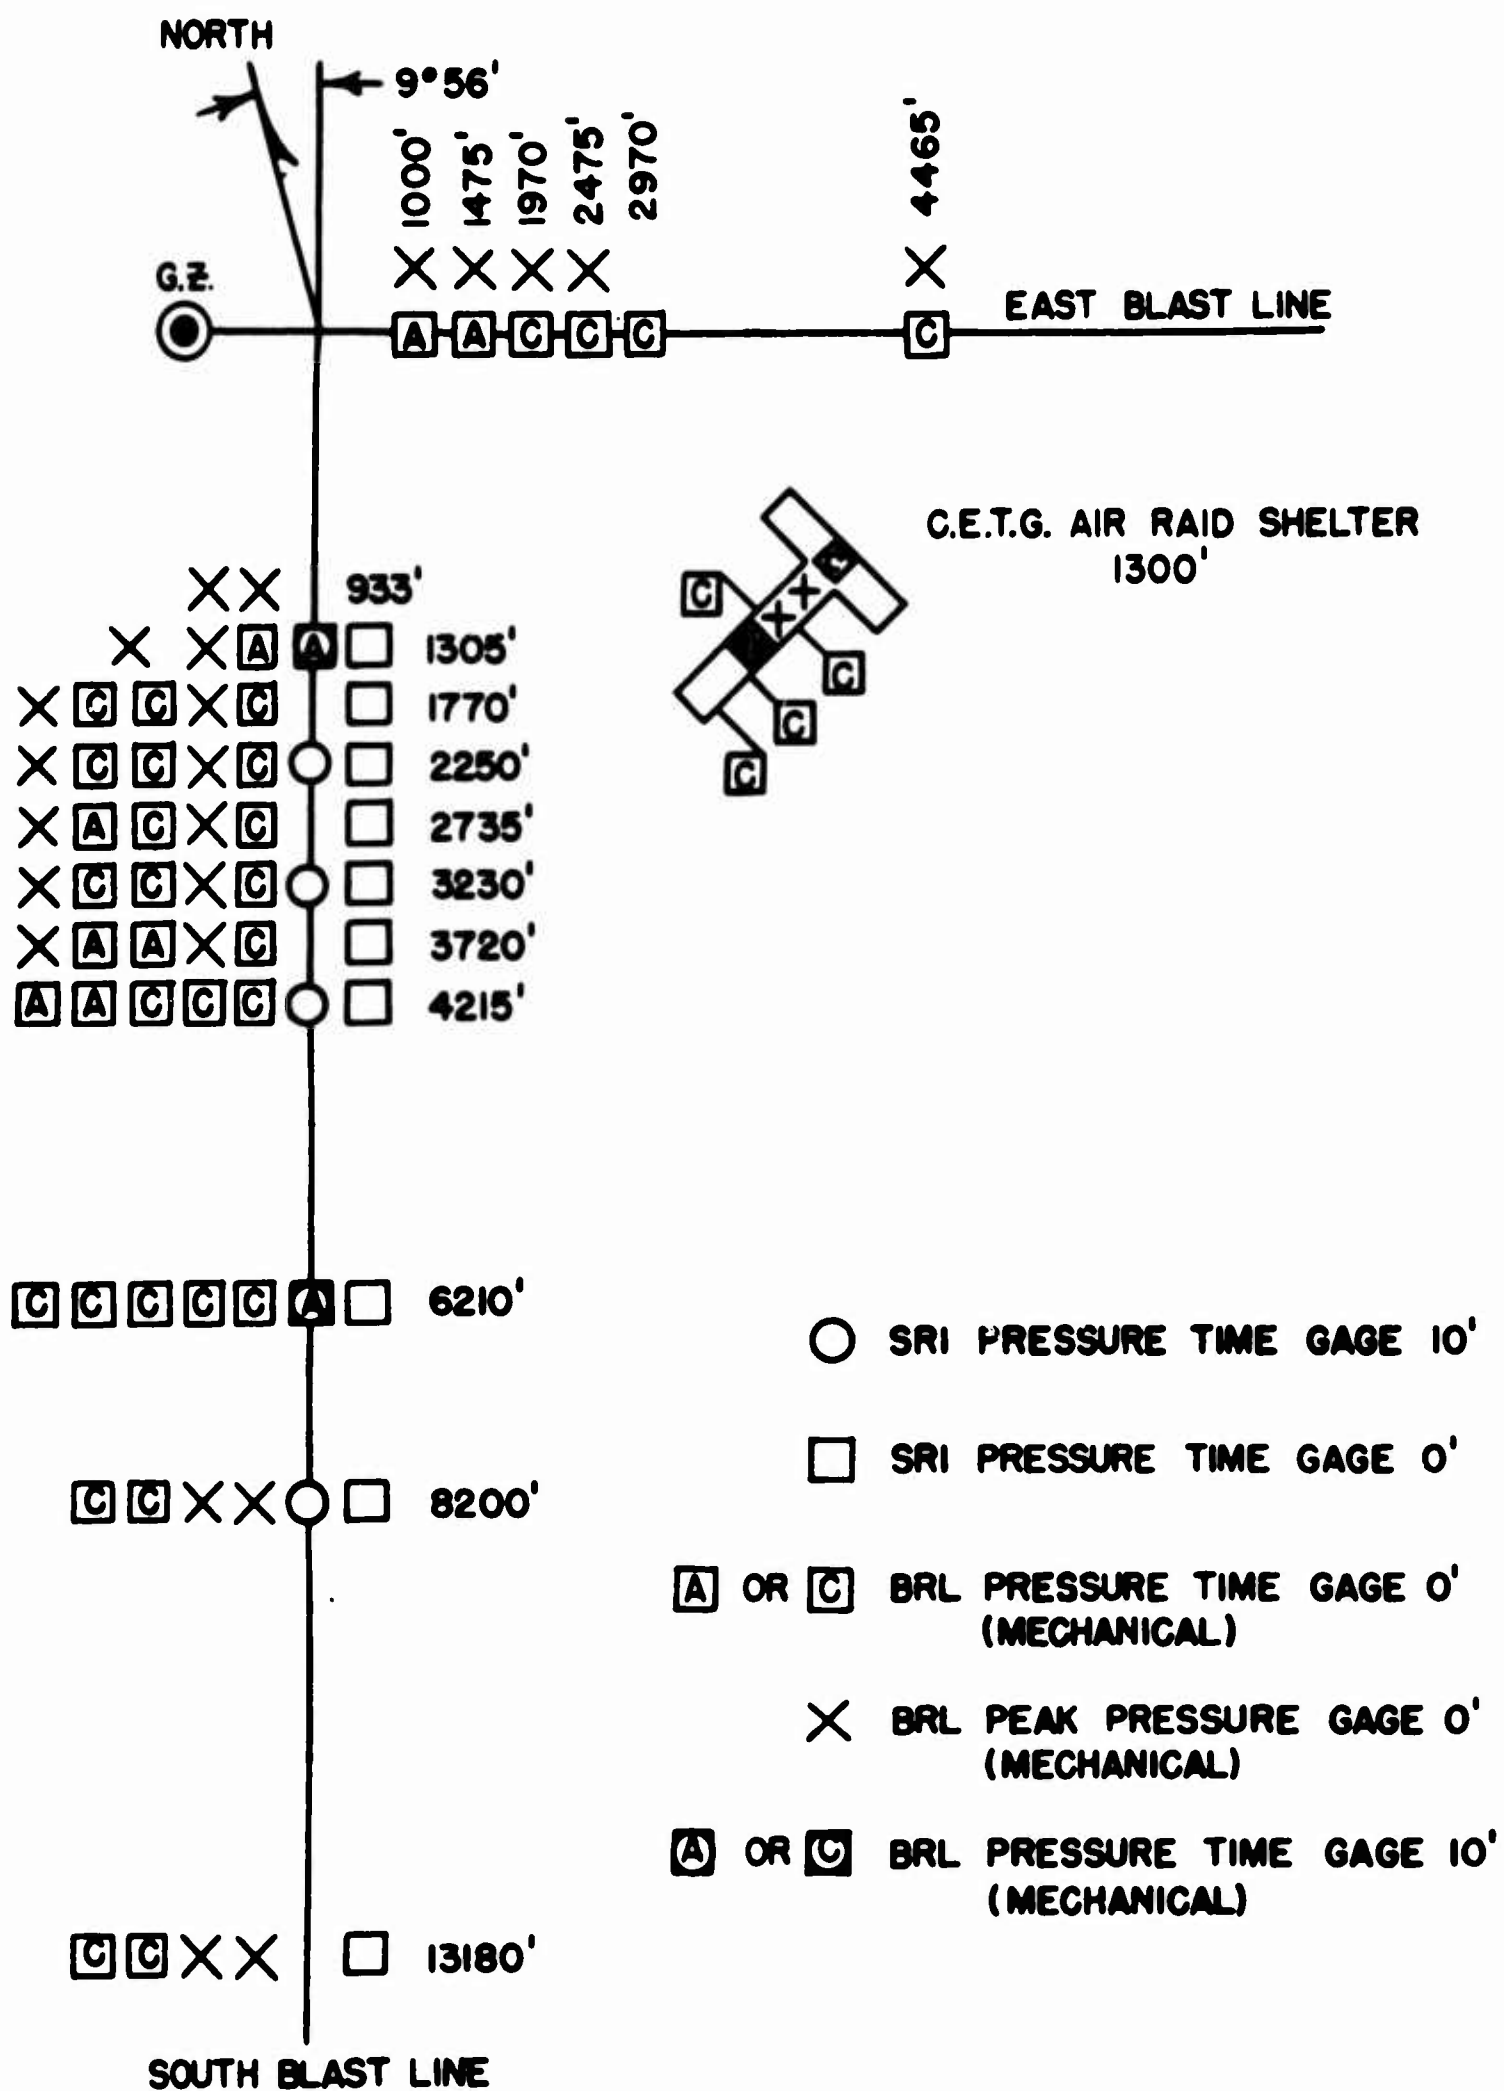 NORTH
9°56'
1000' 1475' 1970' 2475' 2970' 4465'
G.Z.
EAST BLAST LINE
A A C C C C
C.E.T.G. AIR RAID SHELTER
1300'
C
C
C
C
933'
A A 1305'
C C C 1770'
C C C 2250'
A C C 2735'
C C C 3230'
A A C 3720'
A A C C C 4215'
C C C C C A 6210'
SRI PRESSURE TIME GAGE 10'
SRI PRESSURE TIME GAGE 0'
C C 8200'
A OR C BRL PRESSURE TIME GAGE 0'
(MECHANICAL)
BRL PEAK PRESSURE GAGE 0'
(MECHANICAL)
A OR C BRL PRESSURE TIME GAGE 10'
(MECHANICAL)
C C 13180'
SOUTH BLAST LINE